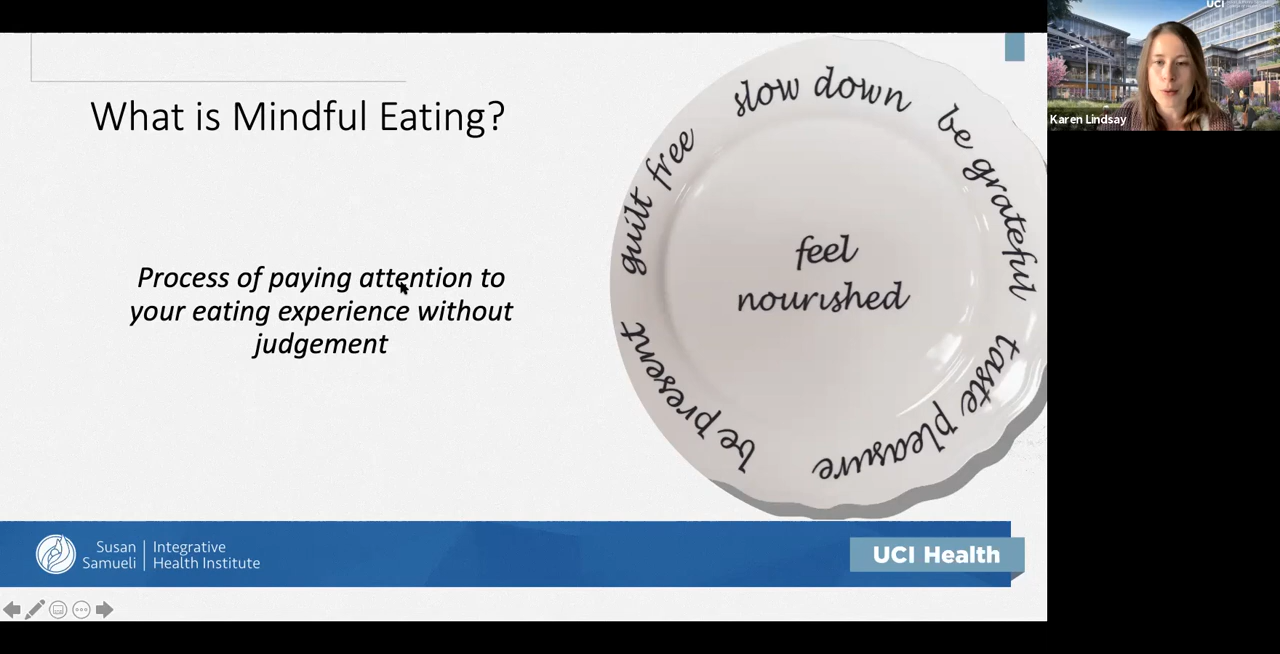 What is Mindful Eating?
Process of paying attention to
your eating experience without
judgement
slow down
be grateful
taste pleasure
be present
guilt free
feel
nourished
Susan
Samueli
Integrative
Health Institute
UCI Health
UCI
Karen Lindsay